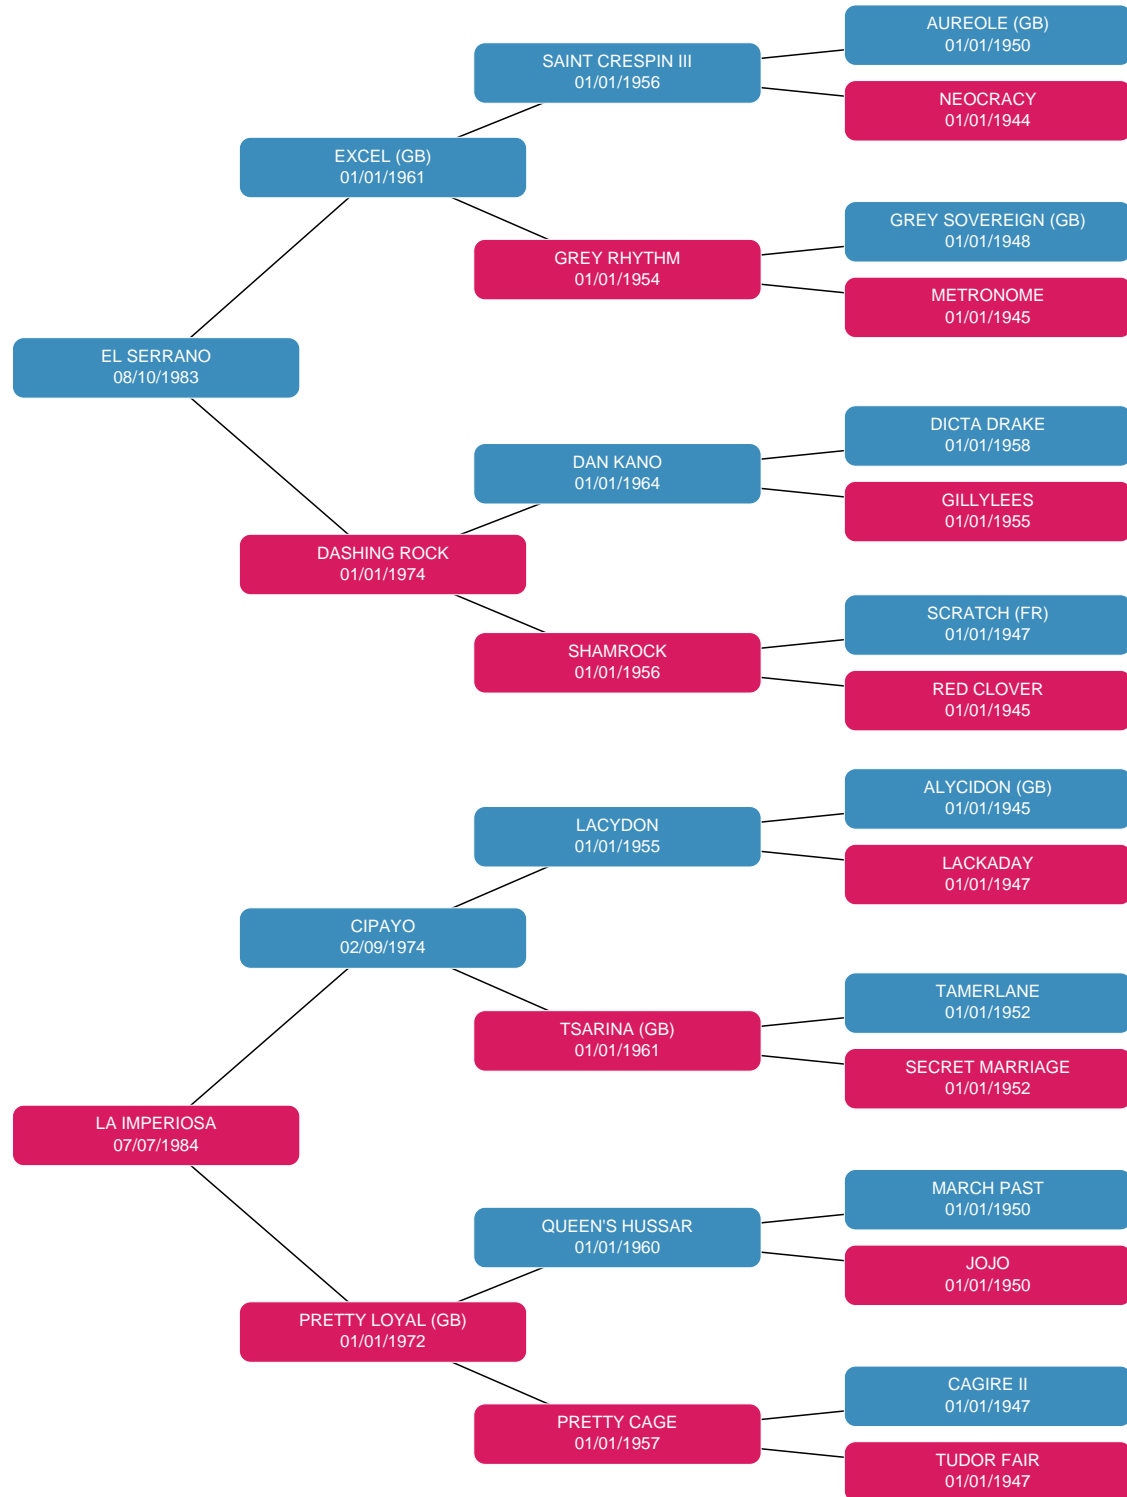 AUREOLE (GB)
01/01/1950
SAINT CRESPIN III
01/01/1956
NEOCRACY
01/01/1944
EXCEL (GB)
01/01/1961
GREY SOVEREIGN (GB)
01/01/1948
GREY RHYTHM
01/01/1954
METRONOME
01/01/1945
EL SERRANO
08/10/1983
DICTA DRAKE
01/01/1958
DAN KANO
01/01/1964
GILLYLEES
01/01/1955
DASHING ROCK
01/01/1974
SCRATCH (FR)
01/01/1947
SHAMROCK
01/01/1956
RED CLOVER
01/01/1945
ALYCIDON (GB)
01/01/1945
LACYDON
01/01/1955
LACKADAY
01/01/1947
CIPAYO
02/09/1974
TAMERLANE
01/01/1952
TSARINA (GB)
01/01/1961
SECRET MARRIAGE
01/01/1952
LA IMPERIOSA
07/07/1984
MARCH PAST
01/01/1950
QUEEN'S HUSSAR
01/01/1960
JOJO
01/01/1950
PRETTY LOYAL (GB)
01/01/1972
CAGIRE II
01/01/1947
PRETTY CAGE
01/01/1957
TUDOR FAIR
01/01/1947